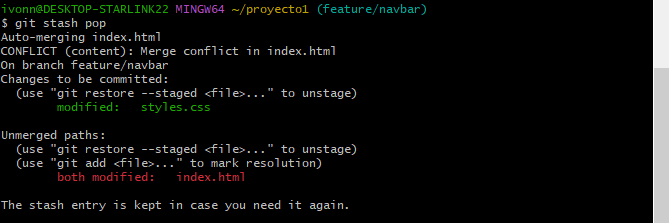 ivonn@DESKTOP-STARLINK22 MINGW64 ~/proyecto1 (feature/navbar)
$ git stash pop
Auto-merging index.html
CONFLICT (content): Merge conflict in index.html
On branch feature/navbar
Changes to be committed:
  (use "git restore --staged <file>..." to unstage)
        modified:   styles.css

Unmerged paths:
  (use "git restore --staged <file>..." to unstage)
  (use "git add <file>..." to mark resolution)
        both modified:   index.html

The stash entry is kept in case you need it again.